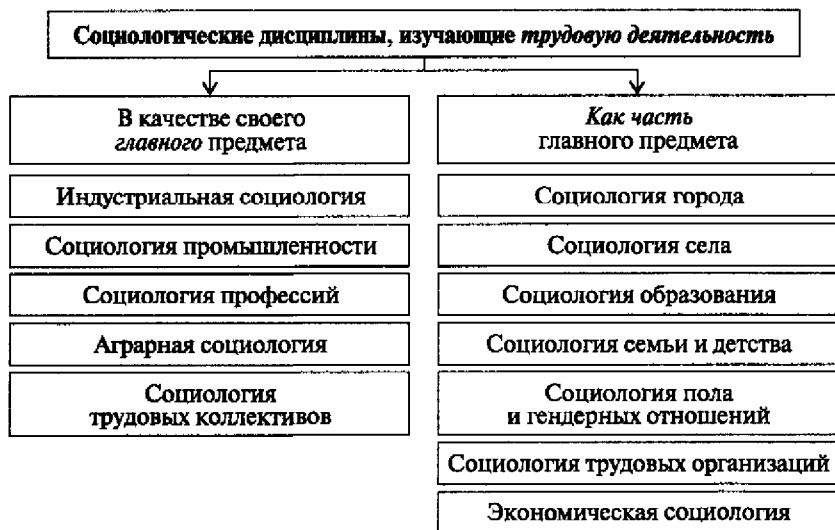 Социологические дисциплины, изучающие трудовую деятельность
В качестве своего
главного предмета
Индустриальная социология
Социология промышленности
Социология профессий
Аграрная социология
Социология
трудовых коллективов
Как часть
главного предмета
Социология города
Социология села
Социология образования
Социология семьи и детства
Социология пола
и гендерных отношений
Социология трудовых организаций
Экономическая социология